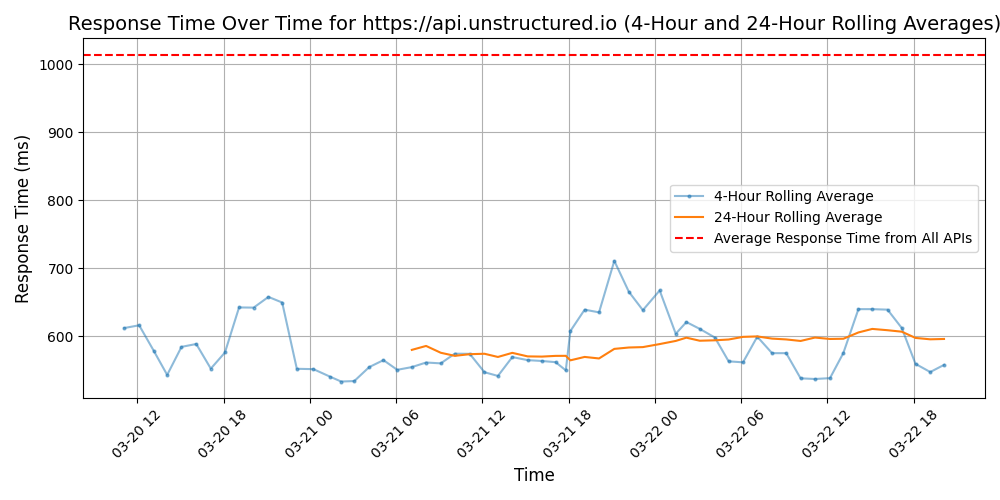 Response Time Over Time for https://api.unstructured.io (4-Hour and 24-Hour Rolling Averages)
Response Time (ms)
1000
900
800
700
600
4-Hour Rolling Average
24-Hour Rolling Average
Average Response Time from All APIs
03-20 12
03-20 18
03-21 00
03-21 06
03-21 12
03-21 18
03-22 00
03-22 06
03-22 12
03-22 18
Time